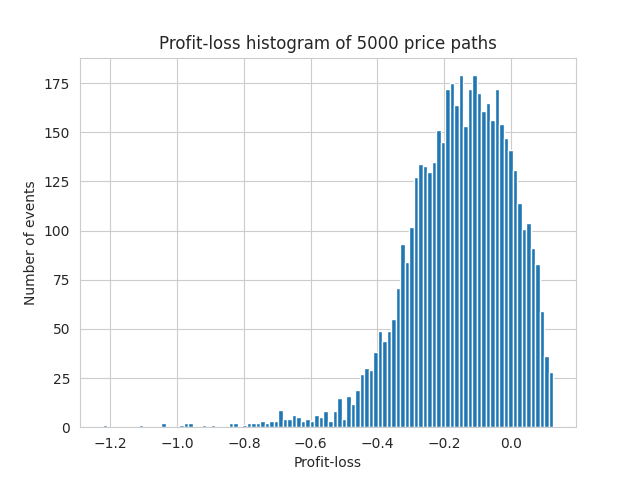 Profit-loss histogram of 5000 price paths
175
150
125
100
75
50
25
0
Number of events
−1.2 −1.0 −0.8 −0.6 −0.4 −0.2 0.0
Profit-loss